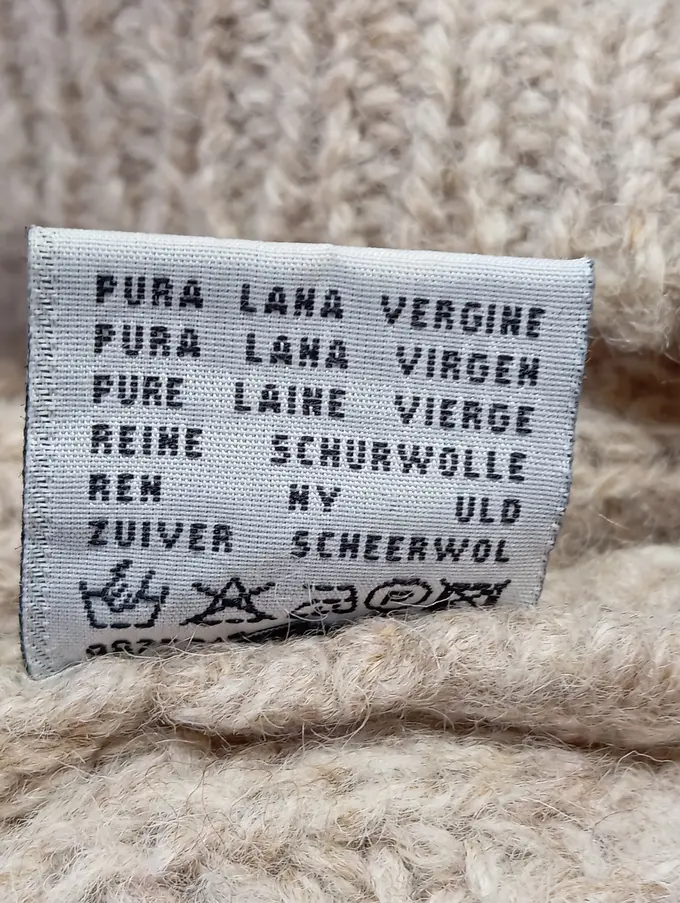 PURA LANA VERGINE
PURA LANA VIRGEN
PURE LAINE VIERGE
REINE SCHURWOLLE
REN NY ULD
ZUIVER SCHEERWOL
P